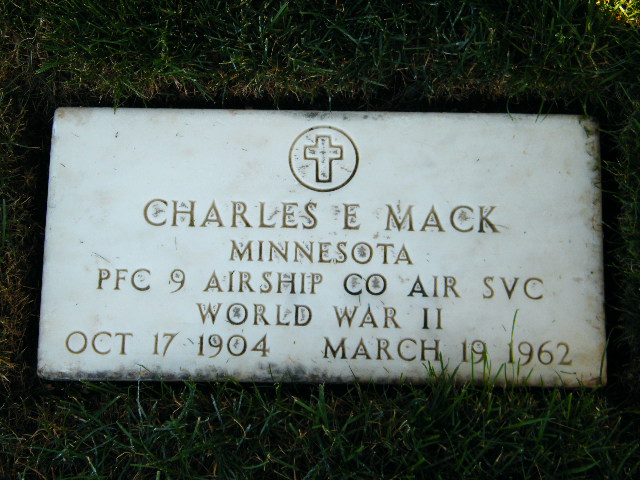 CHARLES E MACK
MINNESOTA
PFC 9 AIRSHIP CO AIR SVC
WORLD WAR II
OCT 17 1904 MARCH 19 1962